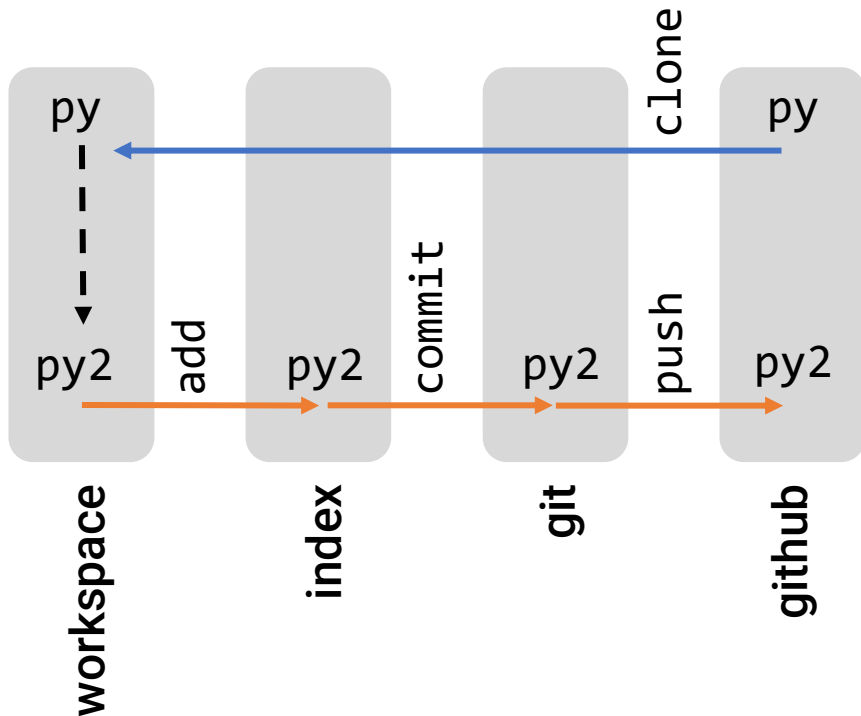 clone
py
py
commit
add
push
py2
py2
py2
py2
workspace
index
git
github